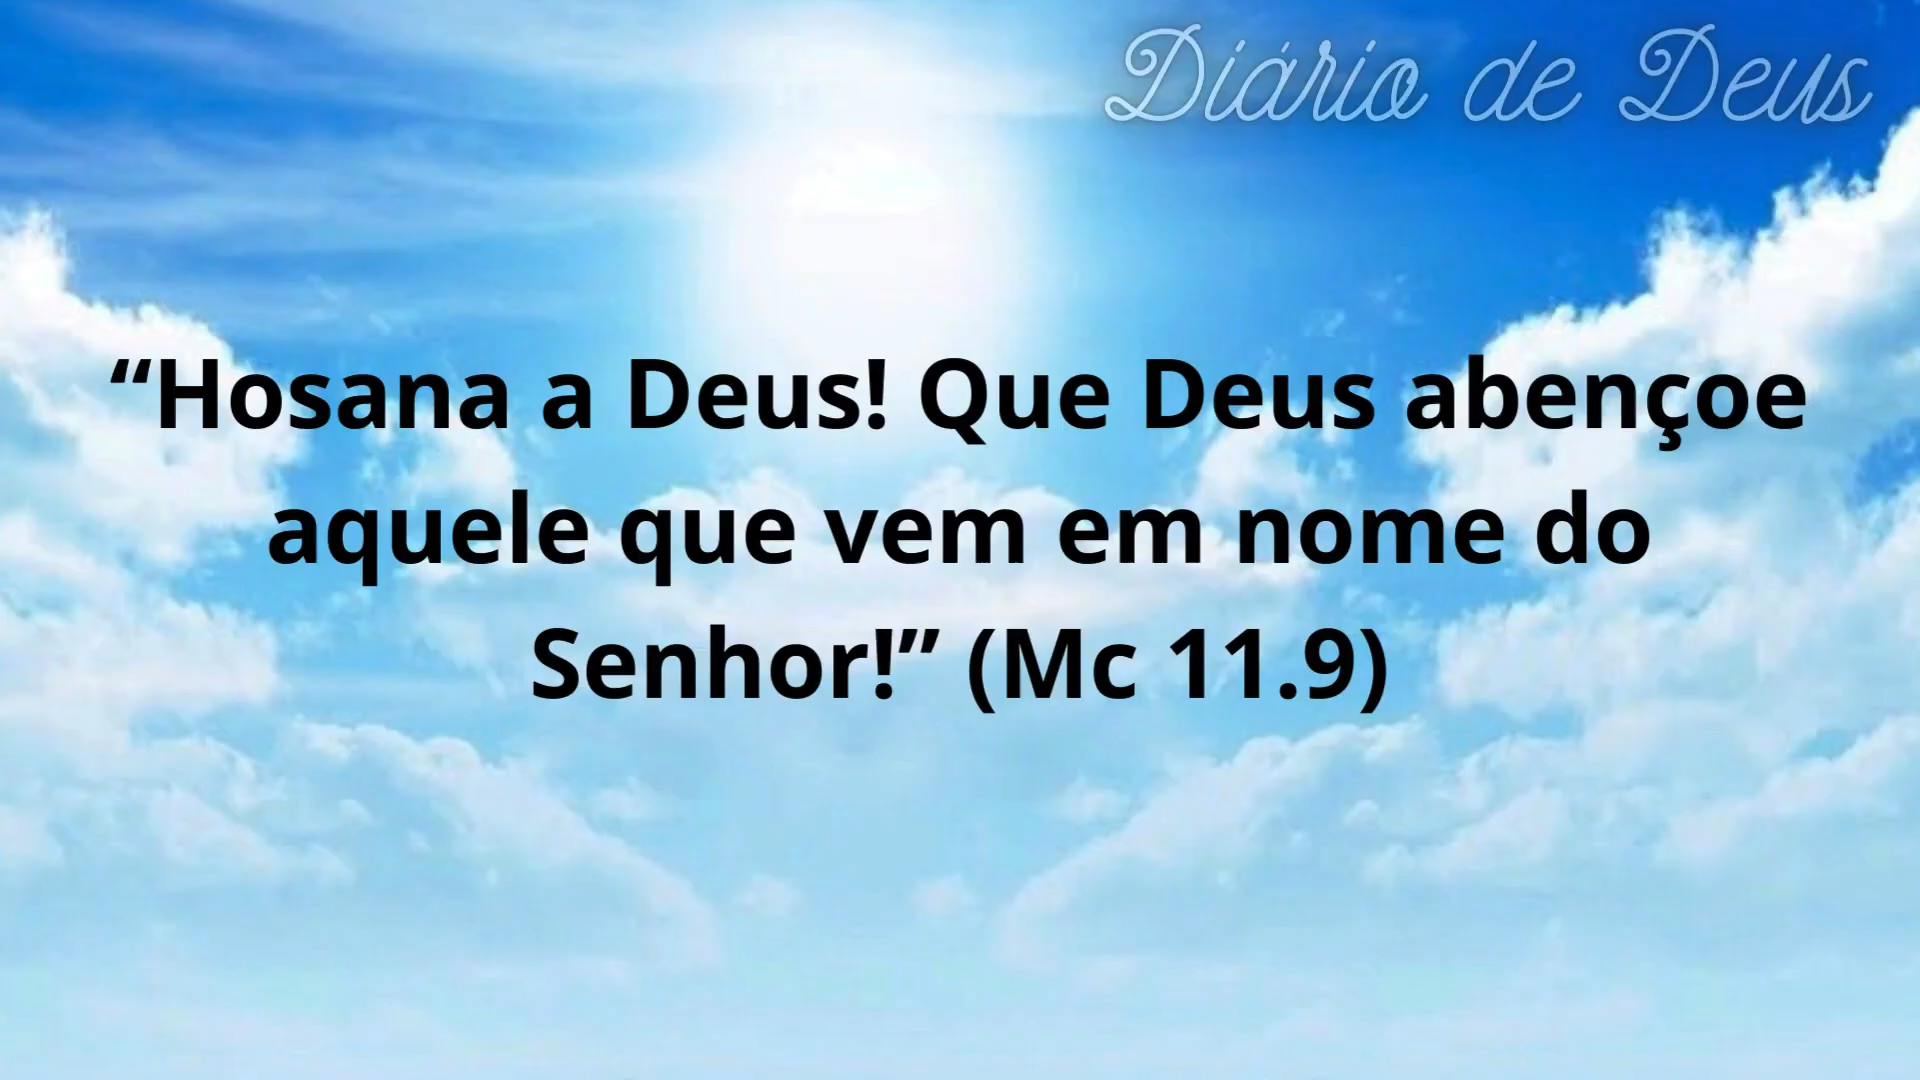 Diário de Deus
“Hosana a Deus! Que Deus abençoe
aquele que vem em nome do
Senhor!” (Mc 11.9)